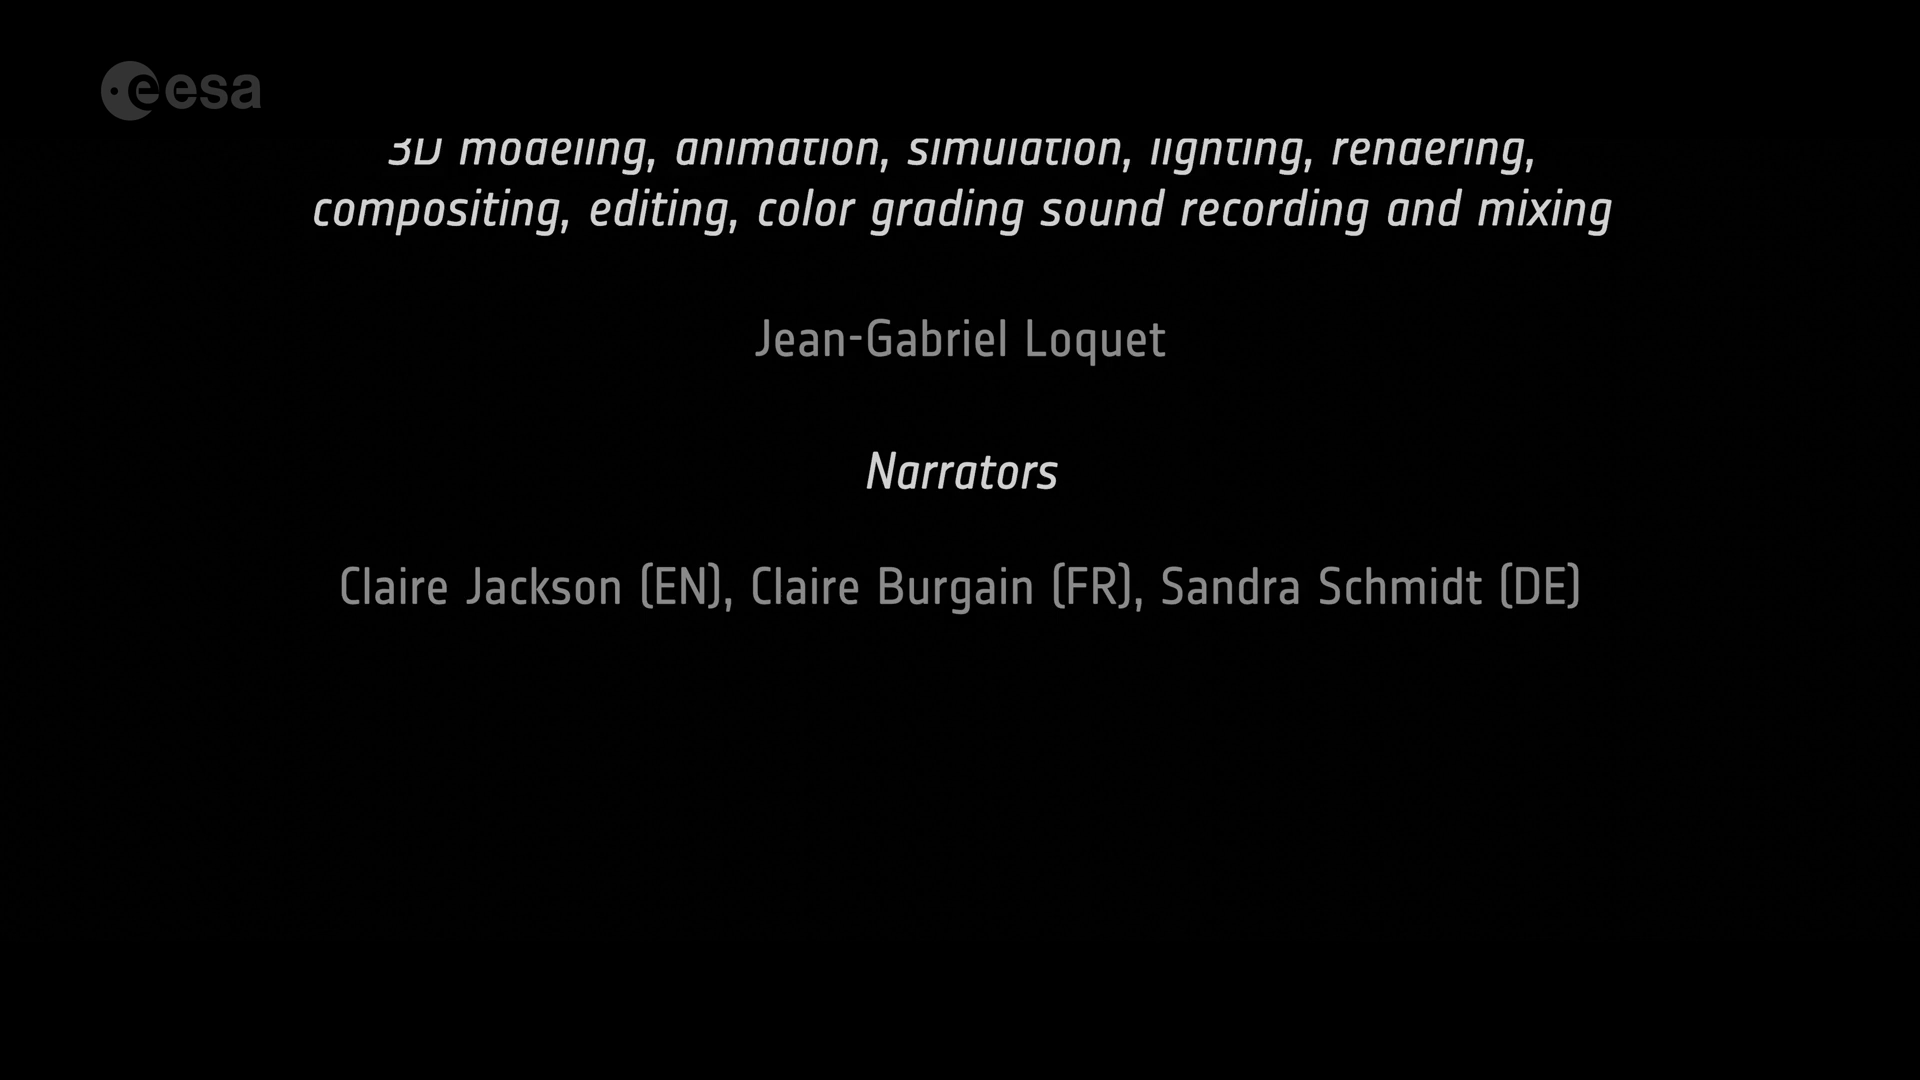 esa
3D modeling, animation, simulation, lighting, rendering,
compositing, editing, color grading sound recording and mixing
Jean-Gabriel Loquet
Narrators
Claire Jackson (EN), Claire Burgain (FR), Sandra Schmidt (DE)